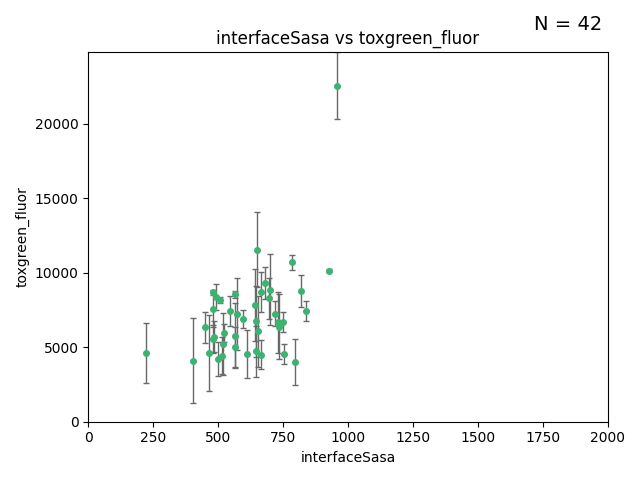 N = 42
interfaceSasa vs toxgreen_fluor
toxgreen_fluor
20000
15000
10000
5000
0
0 250 500 750 1000 1250 1500 1750 2000
interfaceSasa